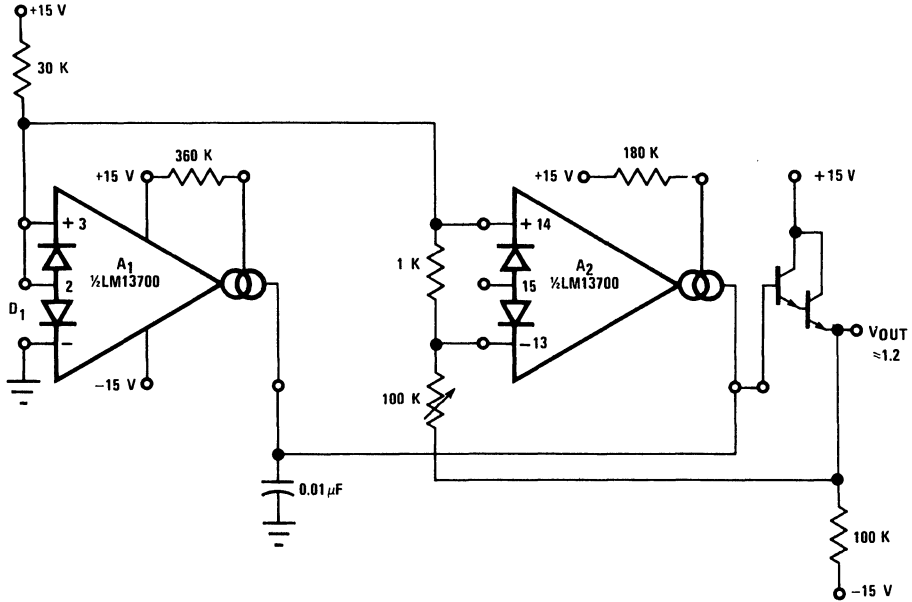 +15 V
30 K
+15 V
360 K
+ 3
2
D1
A1
½LM13700
−
−15 V
0.01 µF
1 K
100 K
+15 V
180 K
+ 14
15
− 13
A2
½LM13700
+15 V
VOUT
≈1.2
100 K
−15 V